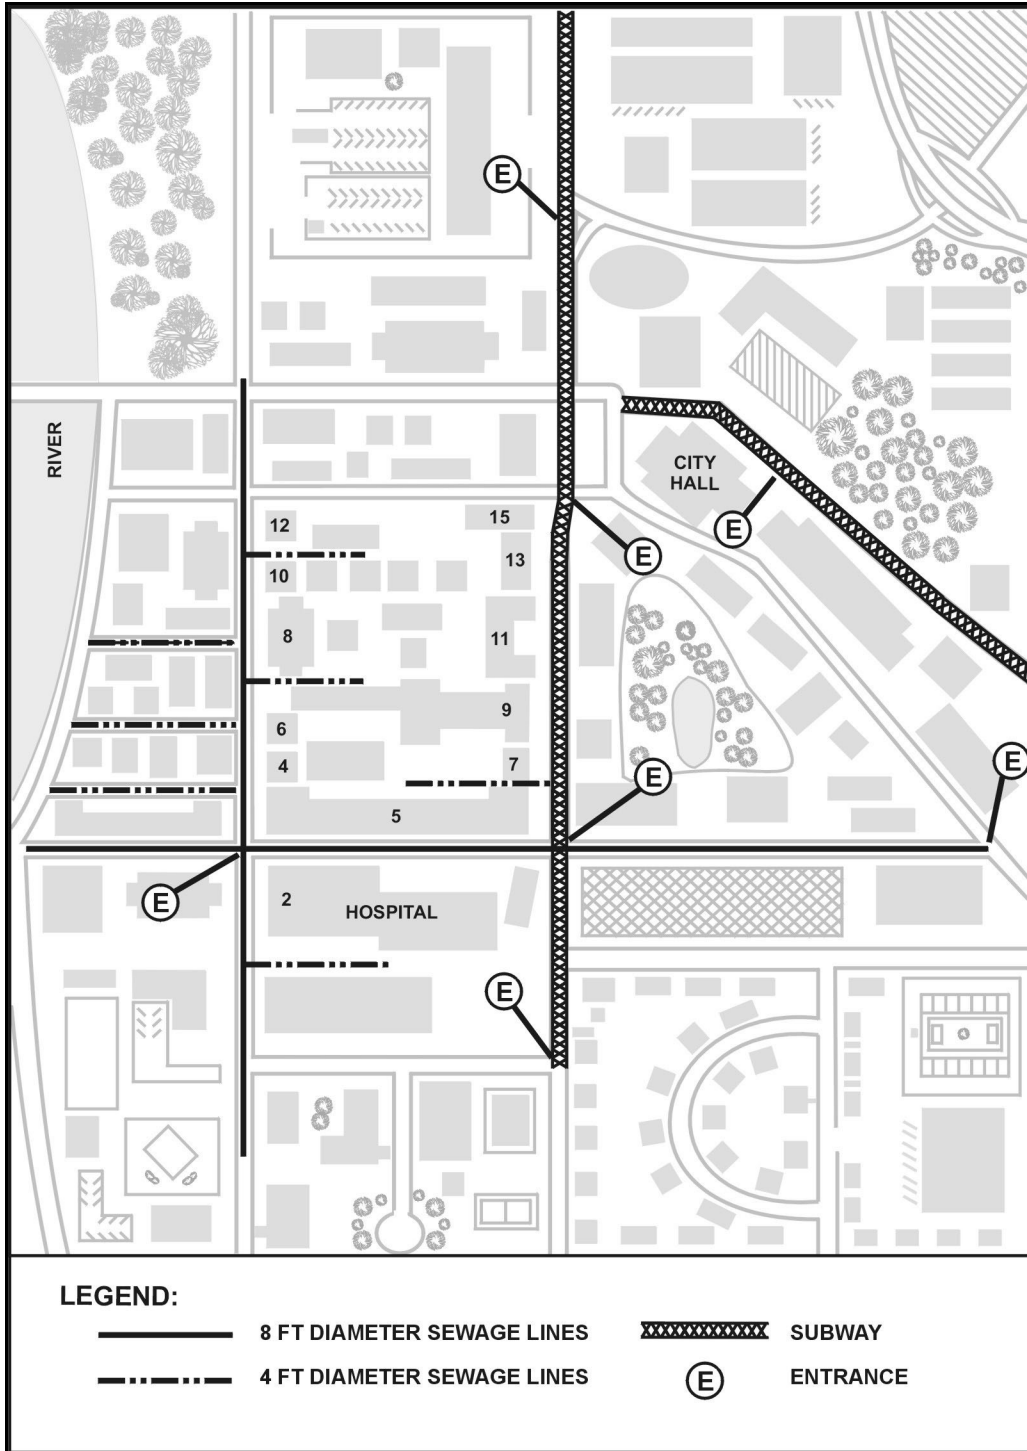 E
RIVER
CITY
HALL
E
12
15
E
10
13
8
11
9
6
4
7
E
E
5
E
2
HOSPITAL
E
LEGEND:
8 FT DIAMETER SEWAGE LINES
SUBWAY
4 FT DIAMETER SEWAGE LINES
E
ENTRANCE